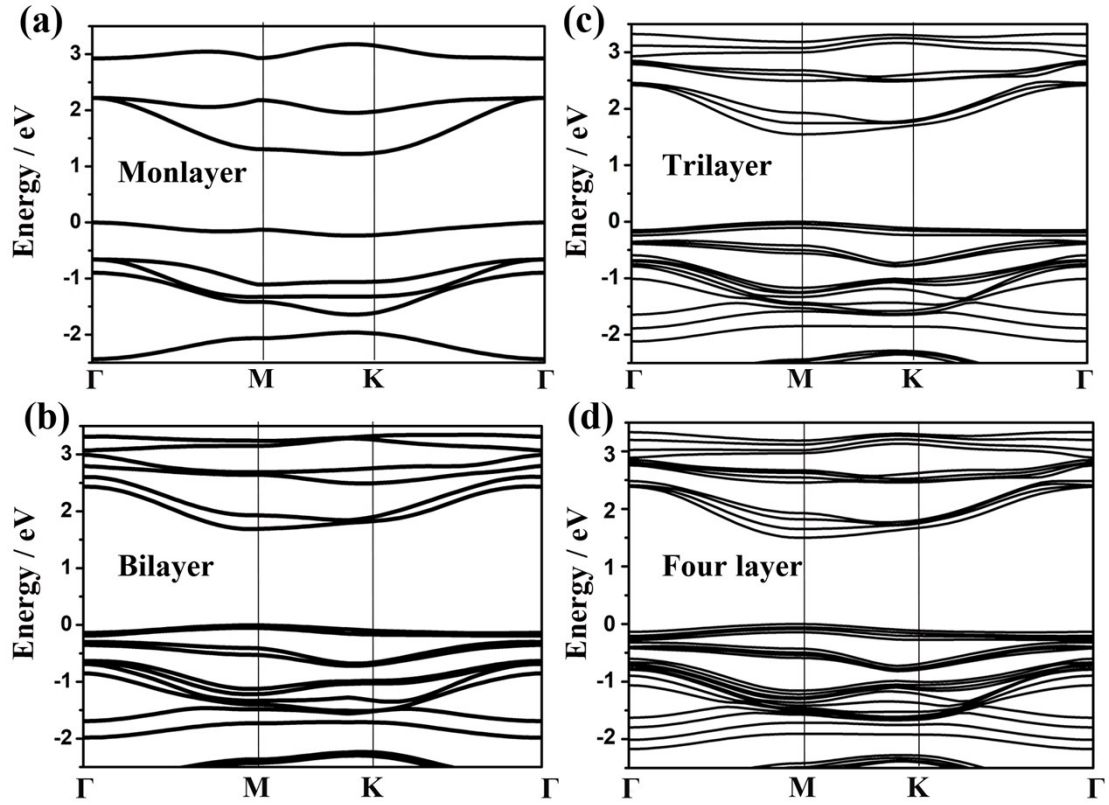 (a)
3
2
1
0
-1
-2
Energy / eV
Monlayer
Γ M K Γ
(c)
3
2
1
0
-1
-2
Energy / eV
Trilayer
Γ M K Γ
(b)
3
2
1
0
-1
-2
Energy / eV
Bilayer
Γ M K Γ
(d)
3
2
1
0
-1
-2
Energy / eV
Four layer
Γ M K Γ